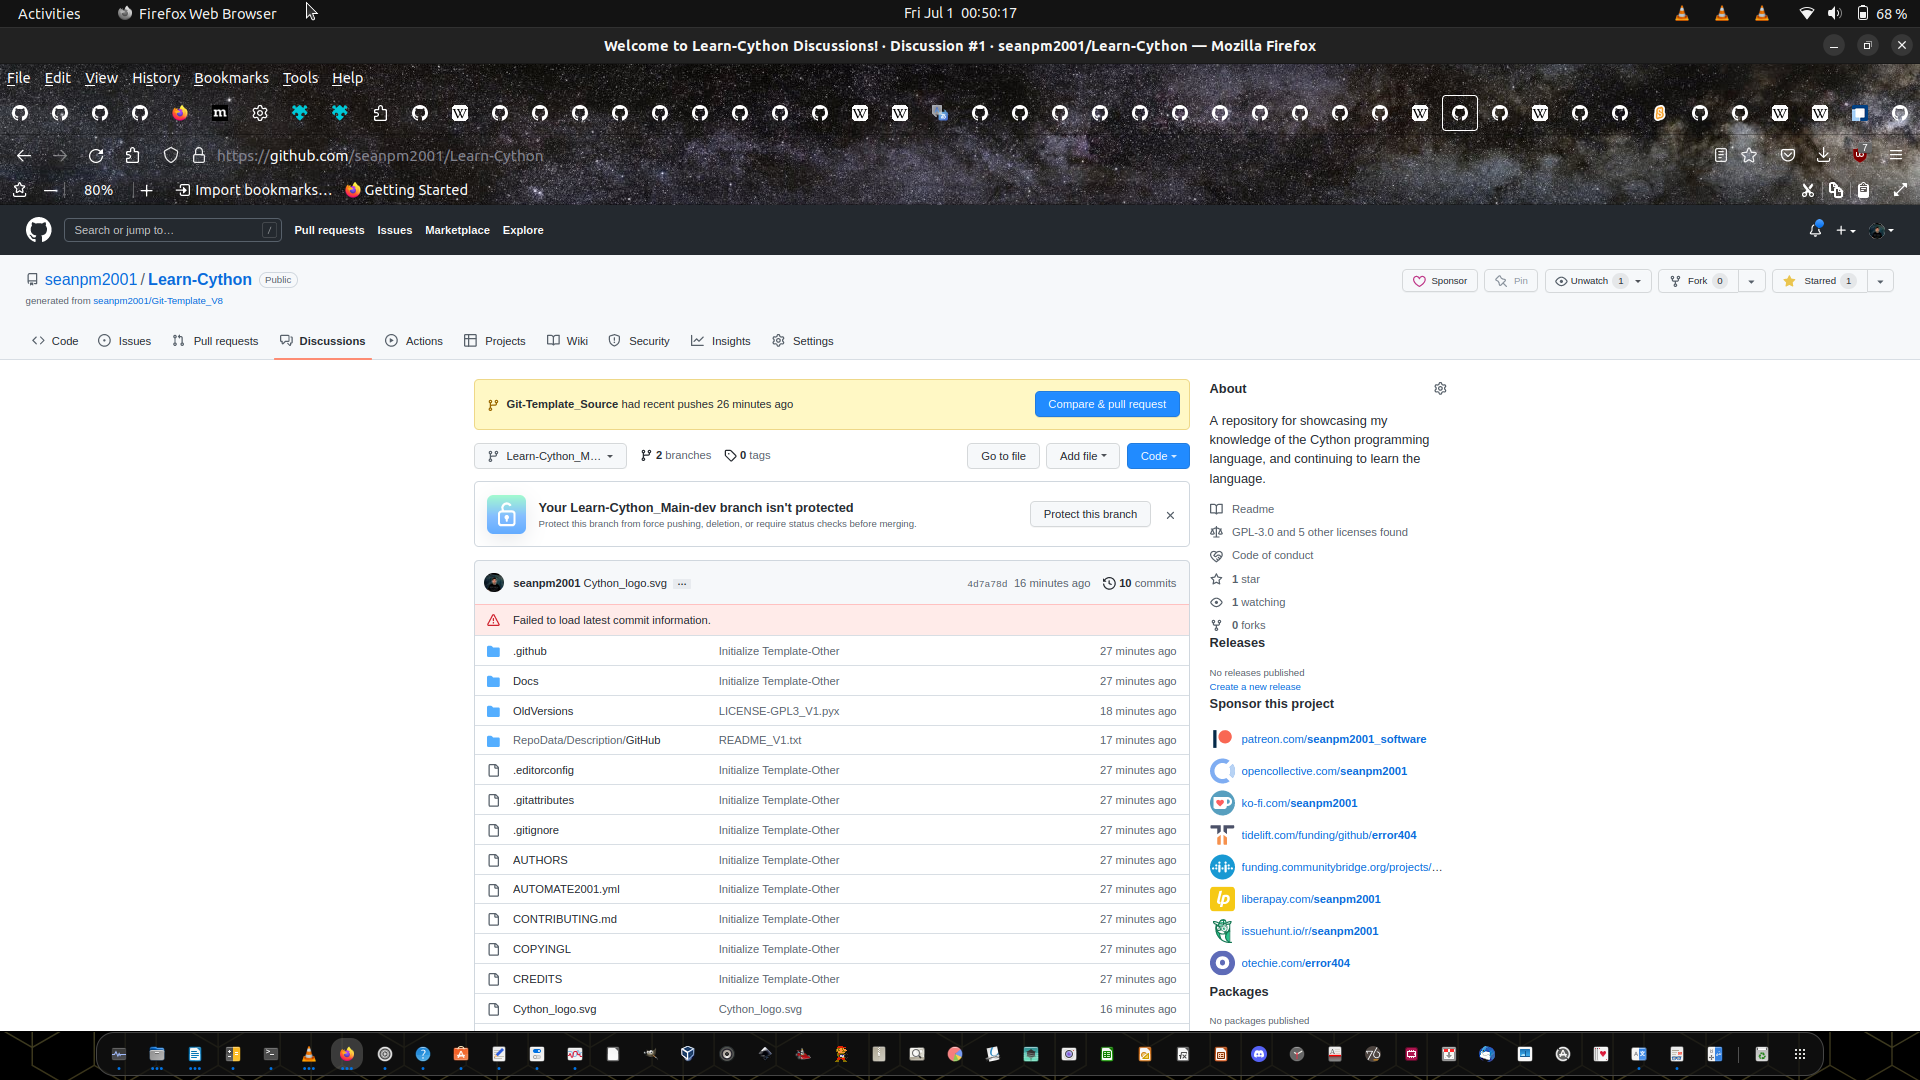 Activities
Firefox Web Browser
Fri Jul 1 00:50:17
68 %
Welcome to Learn-Cython Discussions! · Discussion #1 · seanpm2001/Learn-Cython — Mozilla Firefox
File Edit View History Bookmarks Tools Help
https://github.com/seanpm2001/Learn-Cython
7
80%
Import bookmarks…
Getting Started
Search or jump to…
/
Pull requests Issues Marketplace Explore
seanpm2001 / Learn-Cython
Public
generated from seanpm2001/Git-Template_V8
Sponsor
Pin
Unwatch 1
Fork 0
Starred 1
Code
Issues
Pull requests
Discussions
Actions
Projects
Wiki
Security
Insights
Settings
Git-Template_Source had recent pushes 26 minutes ago
Compare & pull request
Learn-Cython_M…
2 branches
0 tags
Go to file
Add file
Code
Your Learn-Cython_Main-dev branch isn't protected
Protect this branch from force pushing, deletion, or require status checks before merging.
Protect this branch
seanpm2001 Cython_logo.svg …
4d7a78d 16 minutes ago
10 commits
Failed to load latest commit information.
.github Initialize Template-Other 27 minutes ago
Docs Initialize Template-Other 27 minutes ago
OldVersions LICENSE-GPL3_V1.pyx 18 minutes ago
RepoData/Description/GitHub README_V1.txt 17 minutes ago
.editorconfig Initialize Template-Other 27 minutes ago
.gitattributes Initialize Template-Other 27 minutes ago
.gitignore Initialize Template-Other 27 minutes ago
AUTHORS Initialize Template-Other 27 minutes ago
AUTOMATE2001.yml Initialize Template-Other 27 minutes ago
CONTRIBUTING.md Initialize Template-Other 27 minutes ago
COPYINGL Initialize Template-Other 27 minutes ago
CREDITS Initialize Template-Other 27 minutes ago
Cython_logo.svg Cython_logo.svg 16 minutes ago
About
A repository for showcasing my
knowledge of the Cython programming
language, and continuing to learn the
language.
Readme
GPL-3.0 and 5 other licenses found
Code of conduct
1 star
1 watching
0 forks
Releases
No releases published
Create a new release
Sponsor this project
patreon.com/seanpm2001_software
opencollective.com/seanpm2001
ko-fi.com/seanpm2001
tidelift.com/funding/github/error404
funding.communitybridge.org/projects/…
liberapay.com/seanpm2001
issuehunt.io/r/seanpm2001
otechie.com/error404
Packages
No packages published